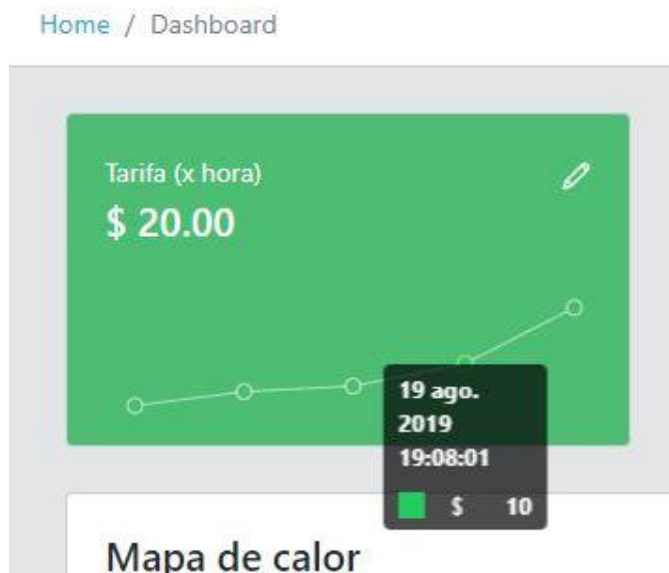 Home / Dashboard
Tarifa (x hora)
$ 20.00
19 ago.
2019
19:08:01
$ 10
Mapa de calor